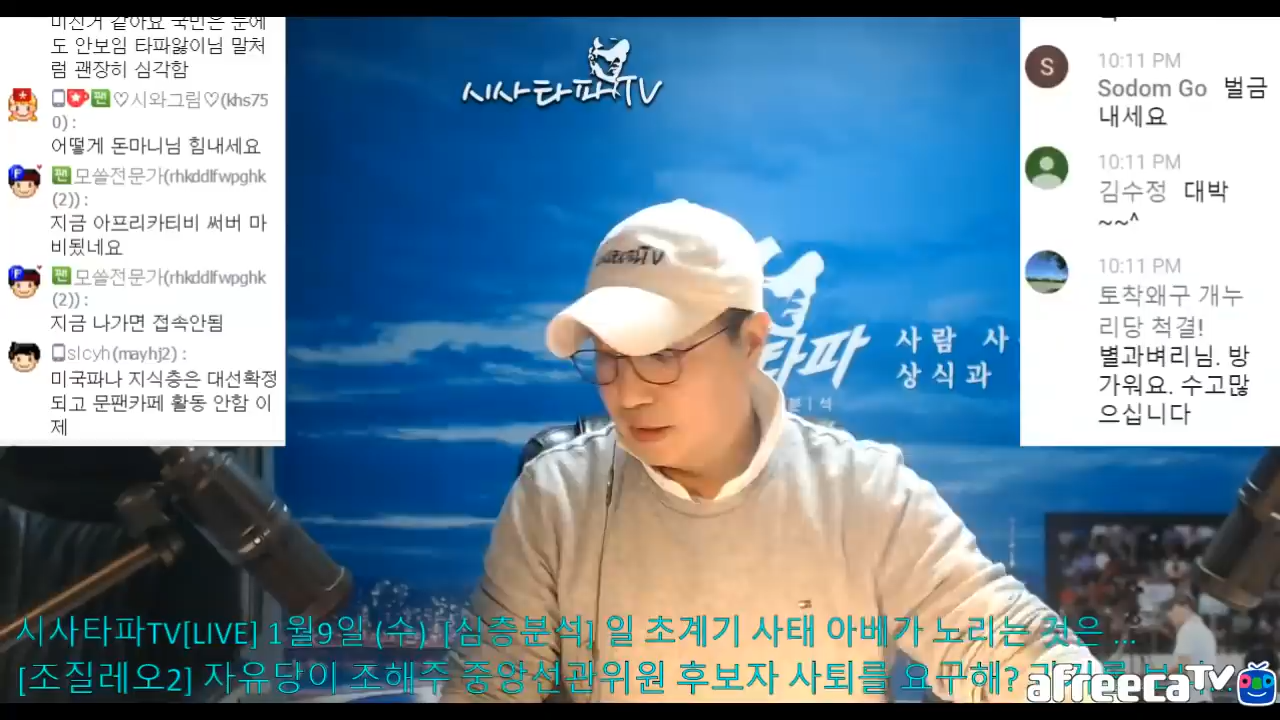 미친거 같아요 국민은 눈에
도 안보임 타파앓이님 말처
럼 굉장히 심각함
팬 ♡시와그림♡(khs75
0) :
어떻게 돈마니님 힘내세요
팬 모쏠전문가(rhkddlfwpghk
(2)) :
지금 아프리카티비 써버 마
비됐네요
팬 모쏠전문가(rhkddlfwpghk
(2)) :
지금 나가면 접속안됨
slcyh(mayhj2) :
미국파나 지식층은 대선확정
되고 문팬카페 활동 안함 이
제
시사타파TV
타파
사람 사
상식과
분|석
S
10:11 PM
Sodom Go 벌금
내세요
10:11 PM
김수정 대박
~~^
10:11 PM
토착왜구 개누
리당 척결!
별과벼리님. 방
가워요. 수고많
으십니다
시사타파TV[LIVE] 1월9일 (수) [심층분석] 일 초계기 사태 아베가 노리는 것은 ...
[조질레오2] 자유당이 조해주 중앙선관위원 후보자 사퇴를 요구해?
afreecaTV